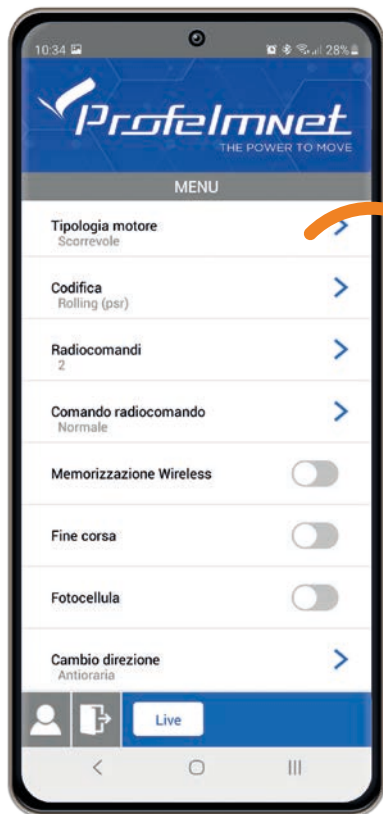 10:34 28%
Profelmnet
THE POWER TO MOVE
MENU
Tipologia motore
Scorrevole
Codifica
Rolling (psr)
Radiocomandi
2
Comando radiocomando
Normale
Memorizzazione Wireless
Fine corsa
Fotocellula
Cambio direzione
Antioraria
Live